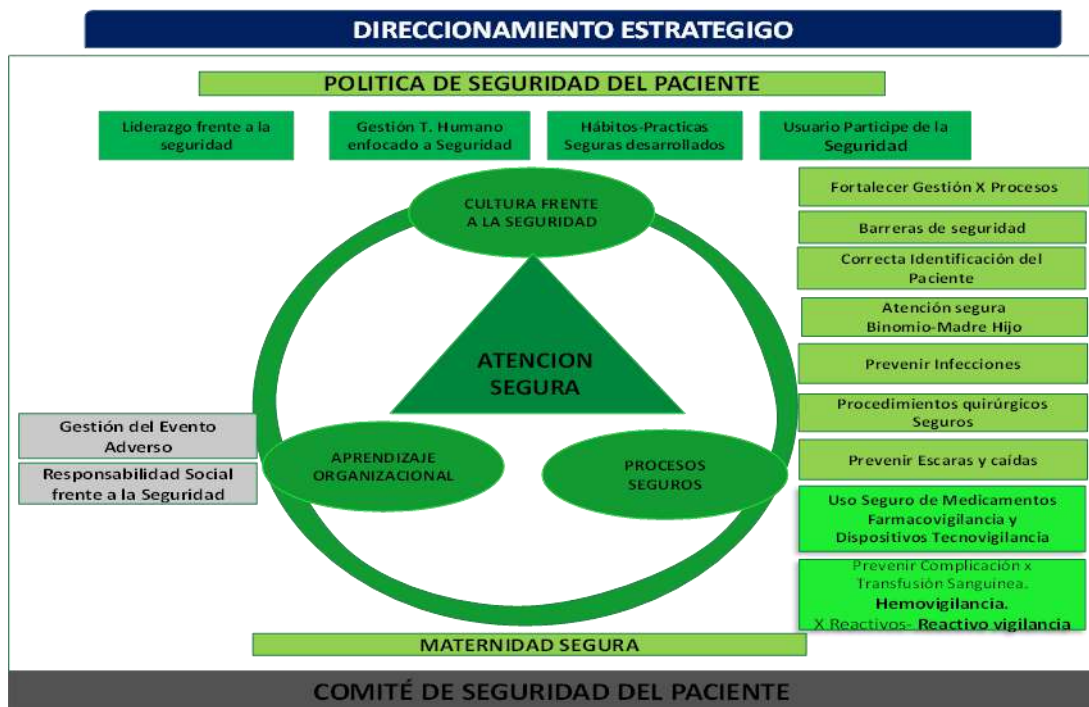 DIRECCIONAMIENTO ESTRATEGIGO
POLITICA DE SEGURIDAD DEL PACIENTE
Liderazgo frente a la
seguridad
Gestión T. Humano
enfocado a Seguridad
Hábitos-Practicas
Seguras desarrollados
Usuario Participe de la
Seguridad
CULTURA FRENTE
A LA SEGURIDAD
ATENCION
SEGURA
APRENDIZAJE
ORGANIZACIONAL
PROCESOS
SEGUROS
Gestión del Evento
Adverso
Responsabilidad Social
frente a la Seguridad
Fortalecer Gestión X Procesos
Barreras de seguridad
Correcta Identificación del
Paciente
Atención segura
Binomio-Madre Hijo
Prevenir Infecciones
Procedimientos quirúrgicos
Seguros
Prevenir Escaras y caídas
Uso Seguro de Medicamentos
Farmacovigilancia y
Dispositivos Tecnovigilancia
Prevenir Complicación x
Transfusión Sanguinea.
Hemovigilancia.
X Reactivos- Reactivo vigilancia
MATERNIDAD SEGURA
COMITÉ DE SEGURIDAD DEL PACIENTE